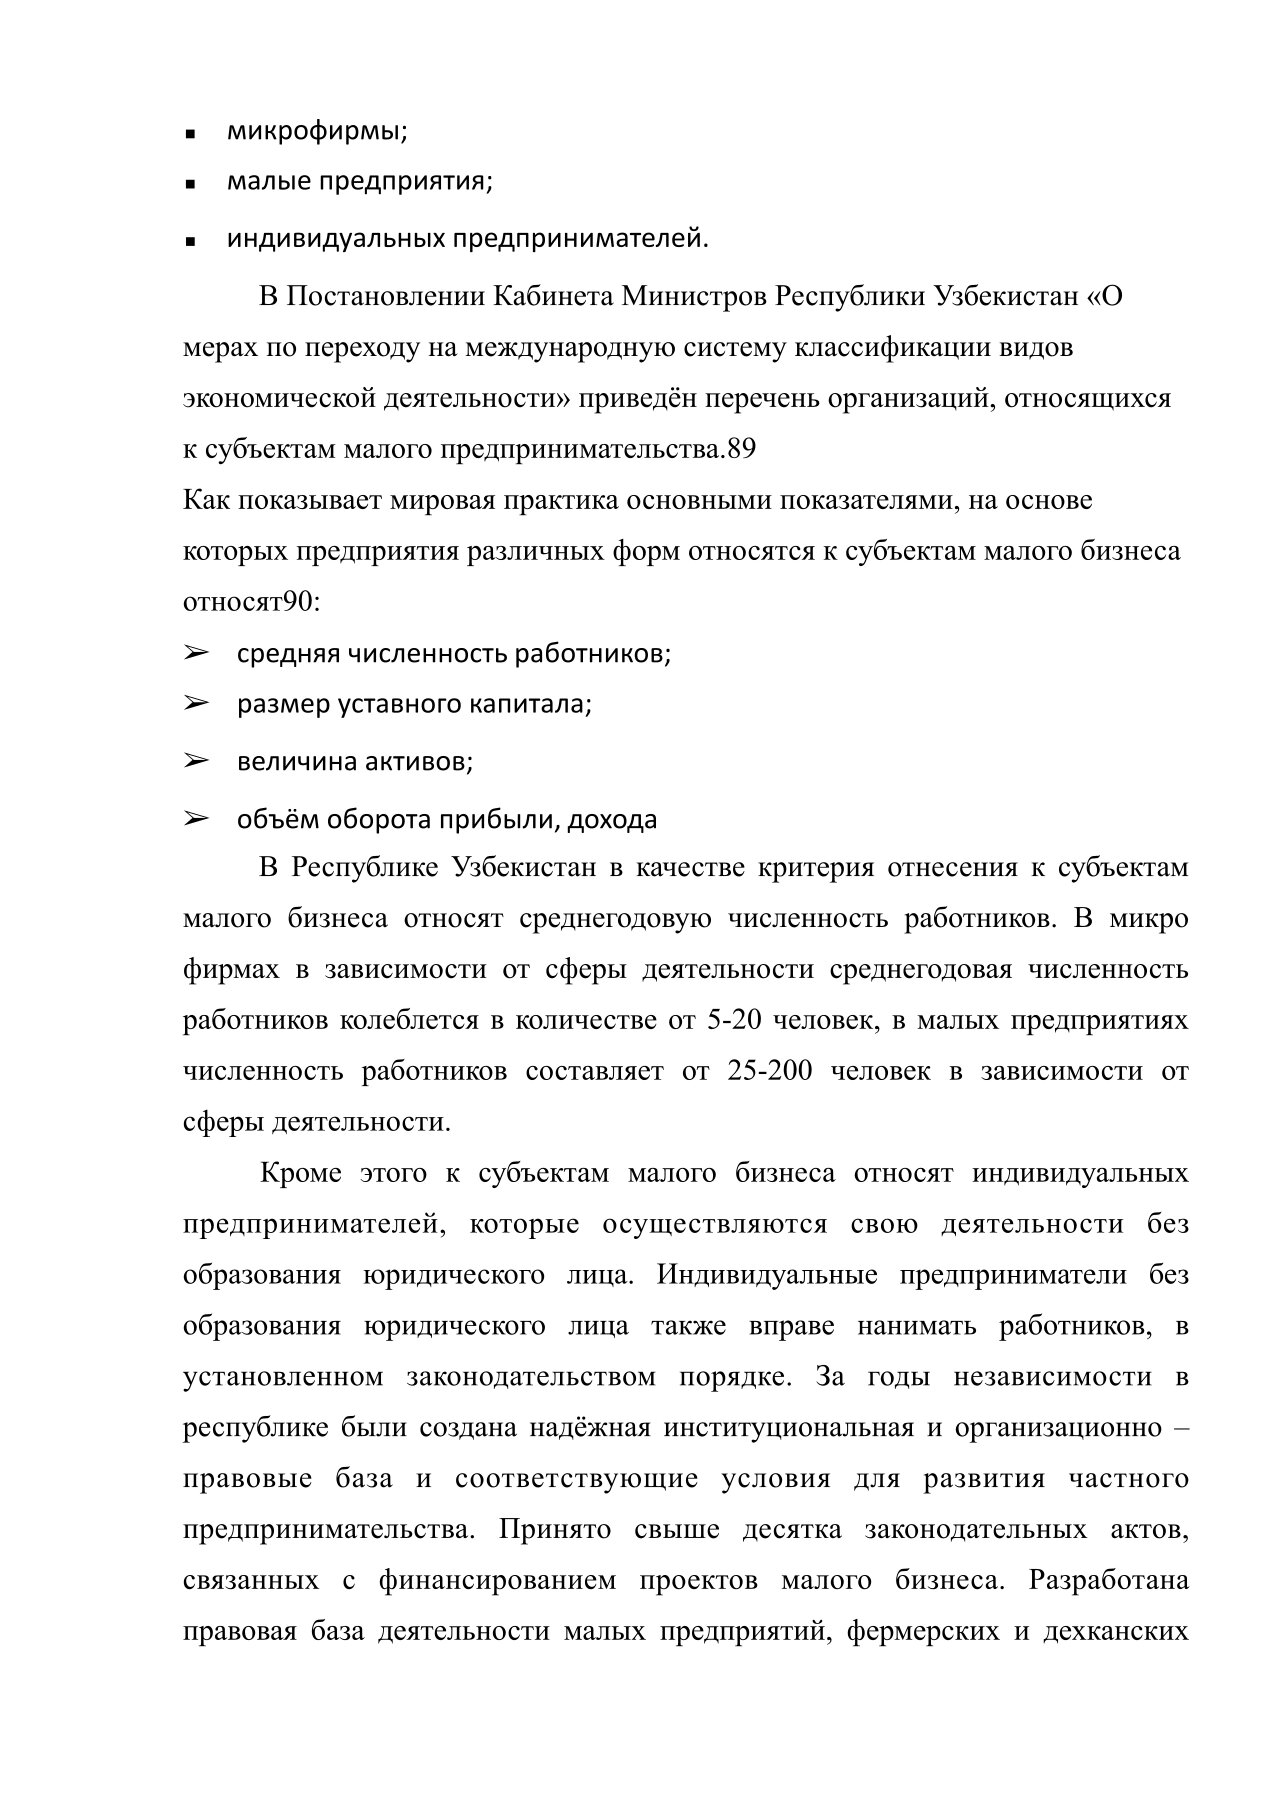 ▪ микрофирмы;
▪ малые предприятия;
▪ индивидуальных предпринимателей.
В Постановлении Кабинета Министров Республики Узбекистан «О
мерах по переходу на международную систему классификации видов
экономической деятельности» приведён перечень организаций, относящихся
к субъектам малого предпринимательства.89
Как показывает мировая практика основными показателями, на основе
которых предприятия различных форм относятся к субъектам малого бизнеса
относят90:
➢ средняя численность работников;
➢ размер уставного капитала;
➢ величина активов;
➢ объём оборота прибыли, дохода
В Республике Узбекистан в качестве критерия отнесения к субъектам
малого бизнеса относят среднегодовую численность работников. В микро
фирмах в зависимости от сферы деятельности среднегодовая численность
работников колеблется в количестве от 5-20 человек, в малых предприятиях
численность работников составляет от 25-200 человек в зависимости от
сферы деятельности.
Кроме этого к субъектам малого бизнеса относят индивидуальных
предпринимателей, которые осуществляются свою деятельности без
образования юридического лица. Индивидуальные предприниматели без
образования юридического лица также вправе нанимать работников, в
установленном законодательством порядке. За годы независимости в
республике были создана надёжная институциональная и организационно –
правовые база и соответствующие условия для развития частного
предпринимательства. Принято свыше десятка законодательных актов,
связанных с финансированием проектов малого бизнеса. Разработана
правовая база деятельности малых предприятий, фермерских и дехканских